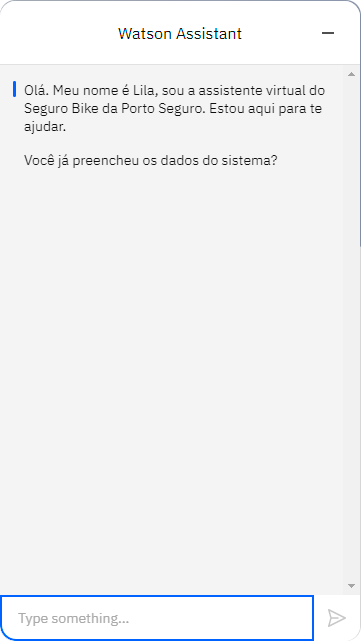 Watson Assistant
Olá. Meu nome é Lila, sou a assistente virtual do
Seguro Bike da Porto Seguro. Estou aqui para te
ajudar.
Você já preencheu os dados do sistema?
Type something...